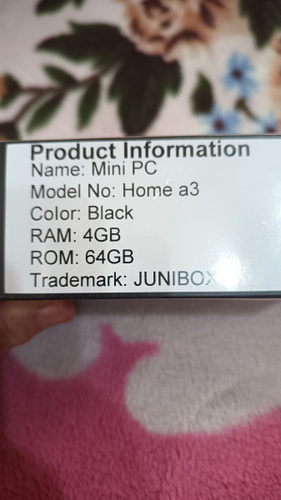 Product Information
Name: Mini PC
Model No: Home a3
Color: Black
RAM: 4GB
ROM: 64GB
Trademark: JUNIBOX